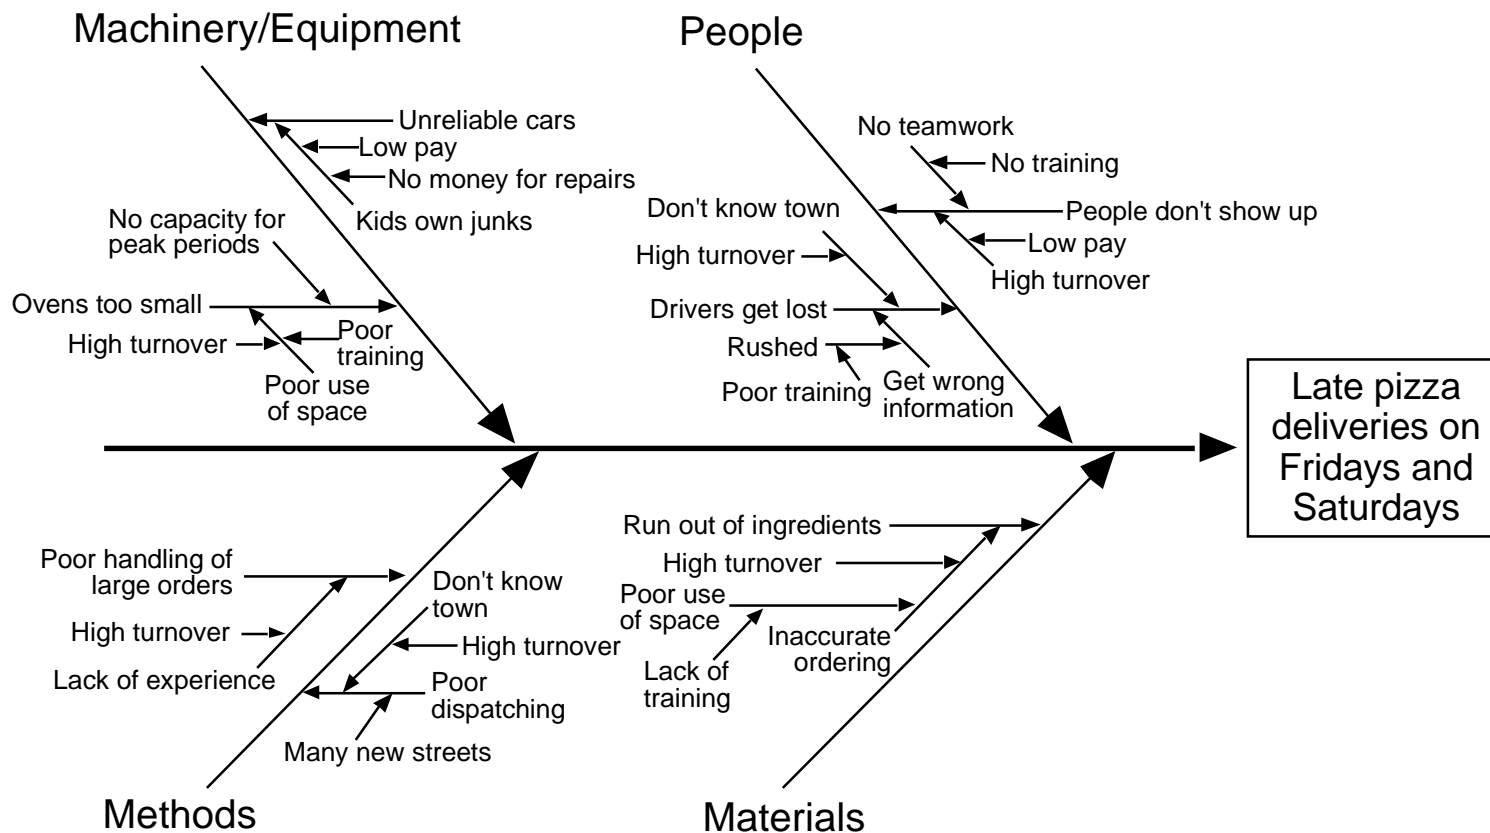 Machinery/Equipment
People
Unreliable cars
Low pay
No money for repairs
Kids own junks
No capacity for
peak periods
Ovens too small
High turnover
Poor
training
Poor use
of space
No teamwork
No training
People don't show up
Low pay
High turnover
Don't know town
High turnover
Drivers get lost
Rushed
Poor training
Get wrong
information
Late pizza
deliveries on
Fridays and
Saturdays
Poor handling of
large orders
High turnover
Lack of experience
Don't know
town
High turnover
Poor
dispatching
Many new streets
Run out of ingredients
High turnover
Poor use
of space
Lack of
training
Inaccurate
ordering
Methods
Materials